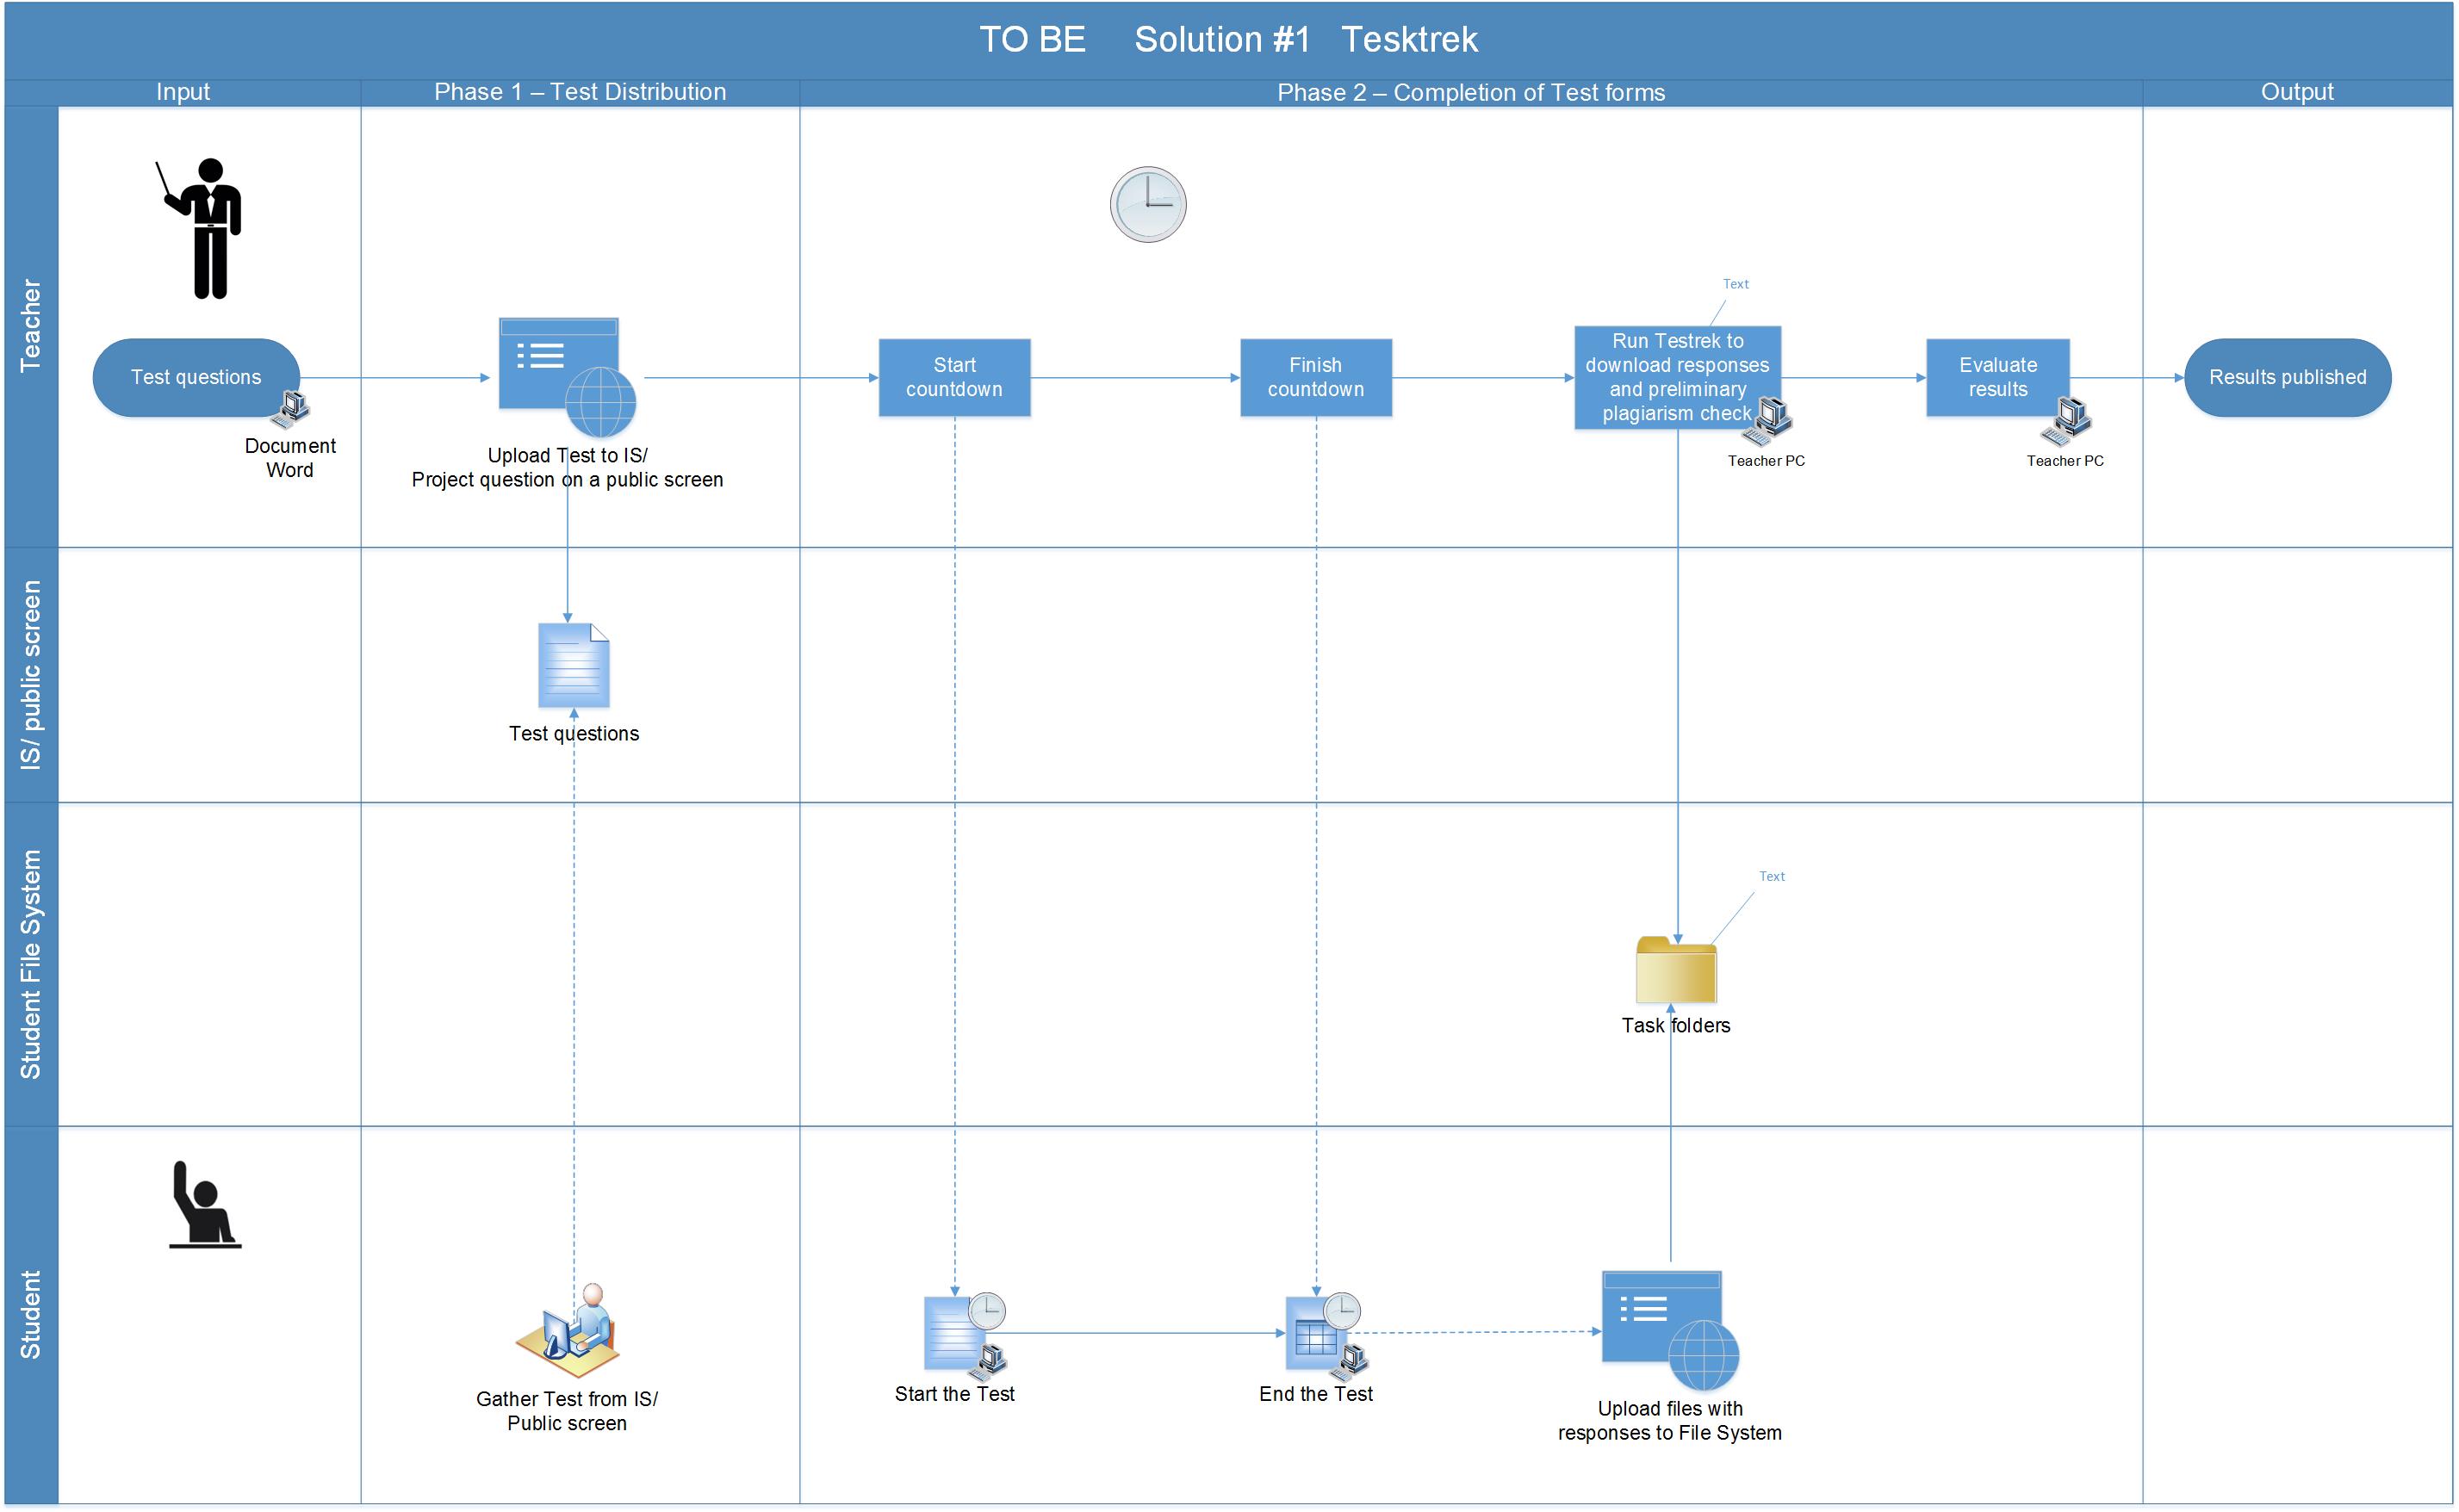 TO BE Solution #1 Tesktrek
Input
Phase 1 – Test Distribution
Phase 2 – Completion of Test forms
Output
Teacher
Test questions
Document
Word
Upload Test to IS/
Project question on a public screen
Start
countdown
Finish
countdown
Text
Run Testrek to
download responses
and preliminary
plagiarism check
Teacher PC
Evaluate
results
Teacher PC
Results published
IS/ public screen
Test questions
Student File System
Text
Task folders
Student
Gather Test from IS/
Public screen
Start the Test
End the Test
Upload files with
responses to File System